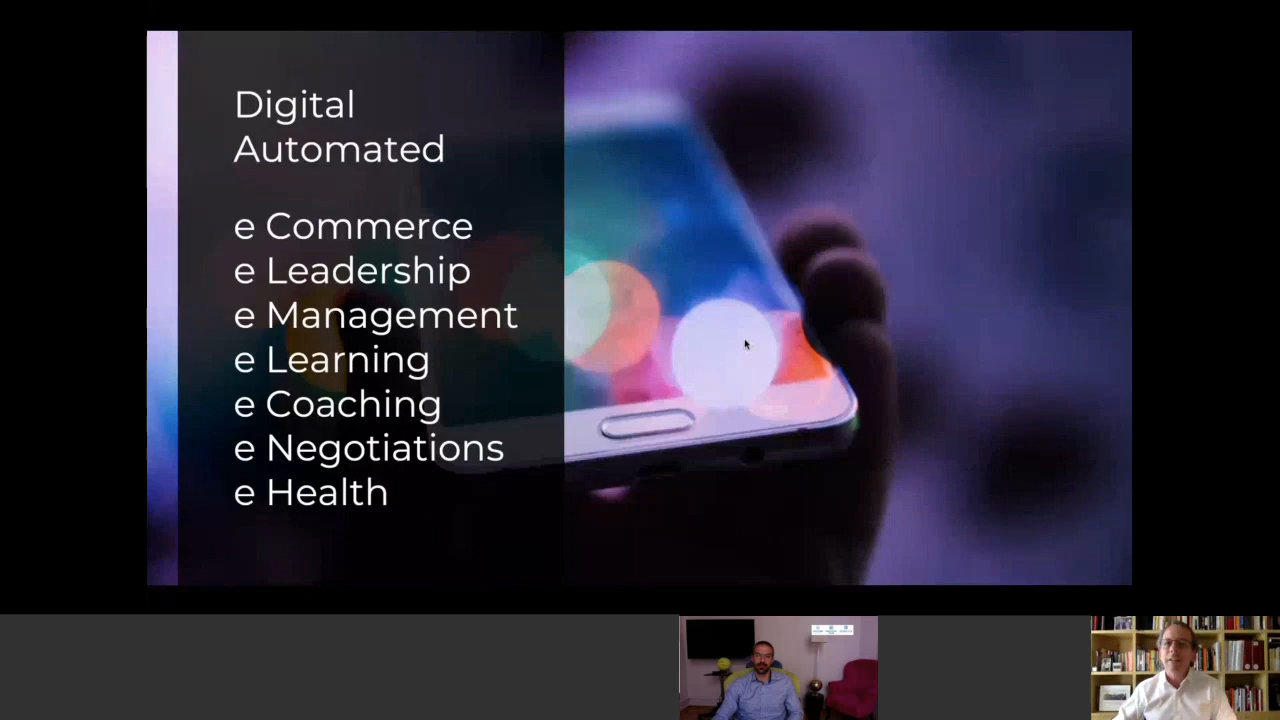 Digital
Automated
e Commerce
e Leadership
e Management
e Learning
e Coaching
e Negotiations
e Health